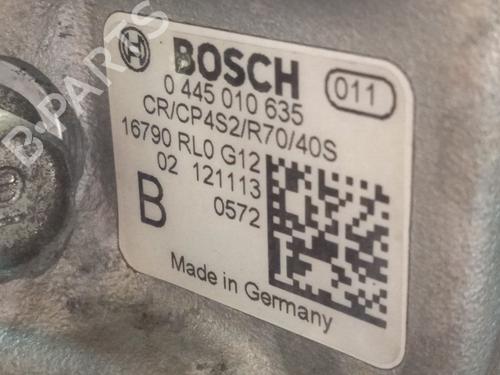 BOSCH
011
0 445 010 635
CR/CP4S2/R70/40S
16790 RL0 G12
02 121113
B 0572
Made in Germany
B-PARTS